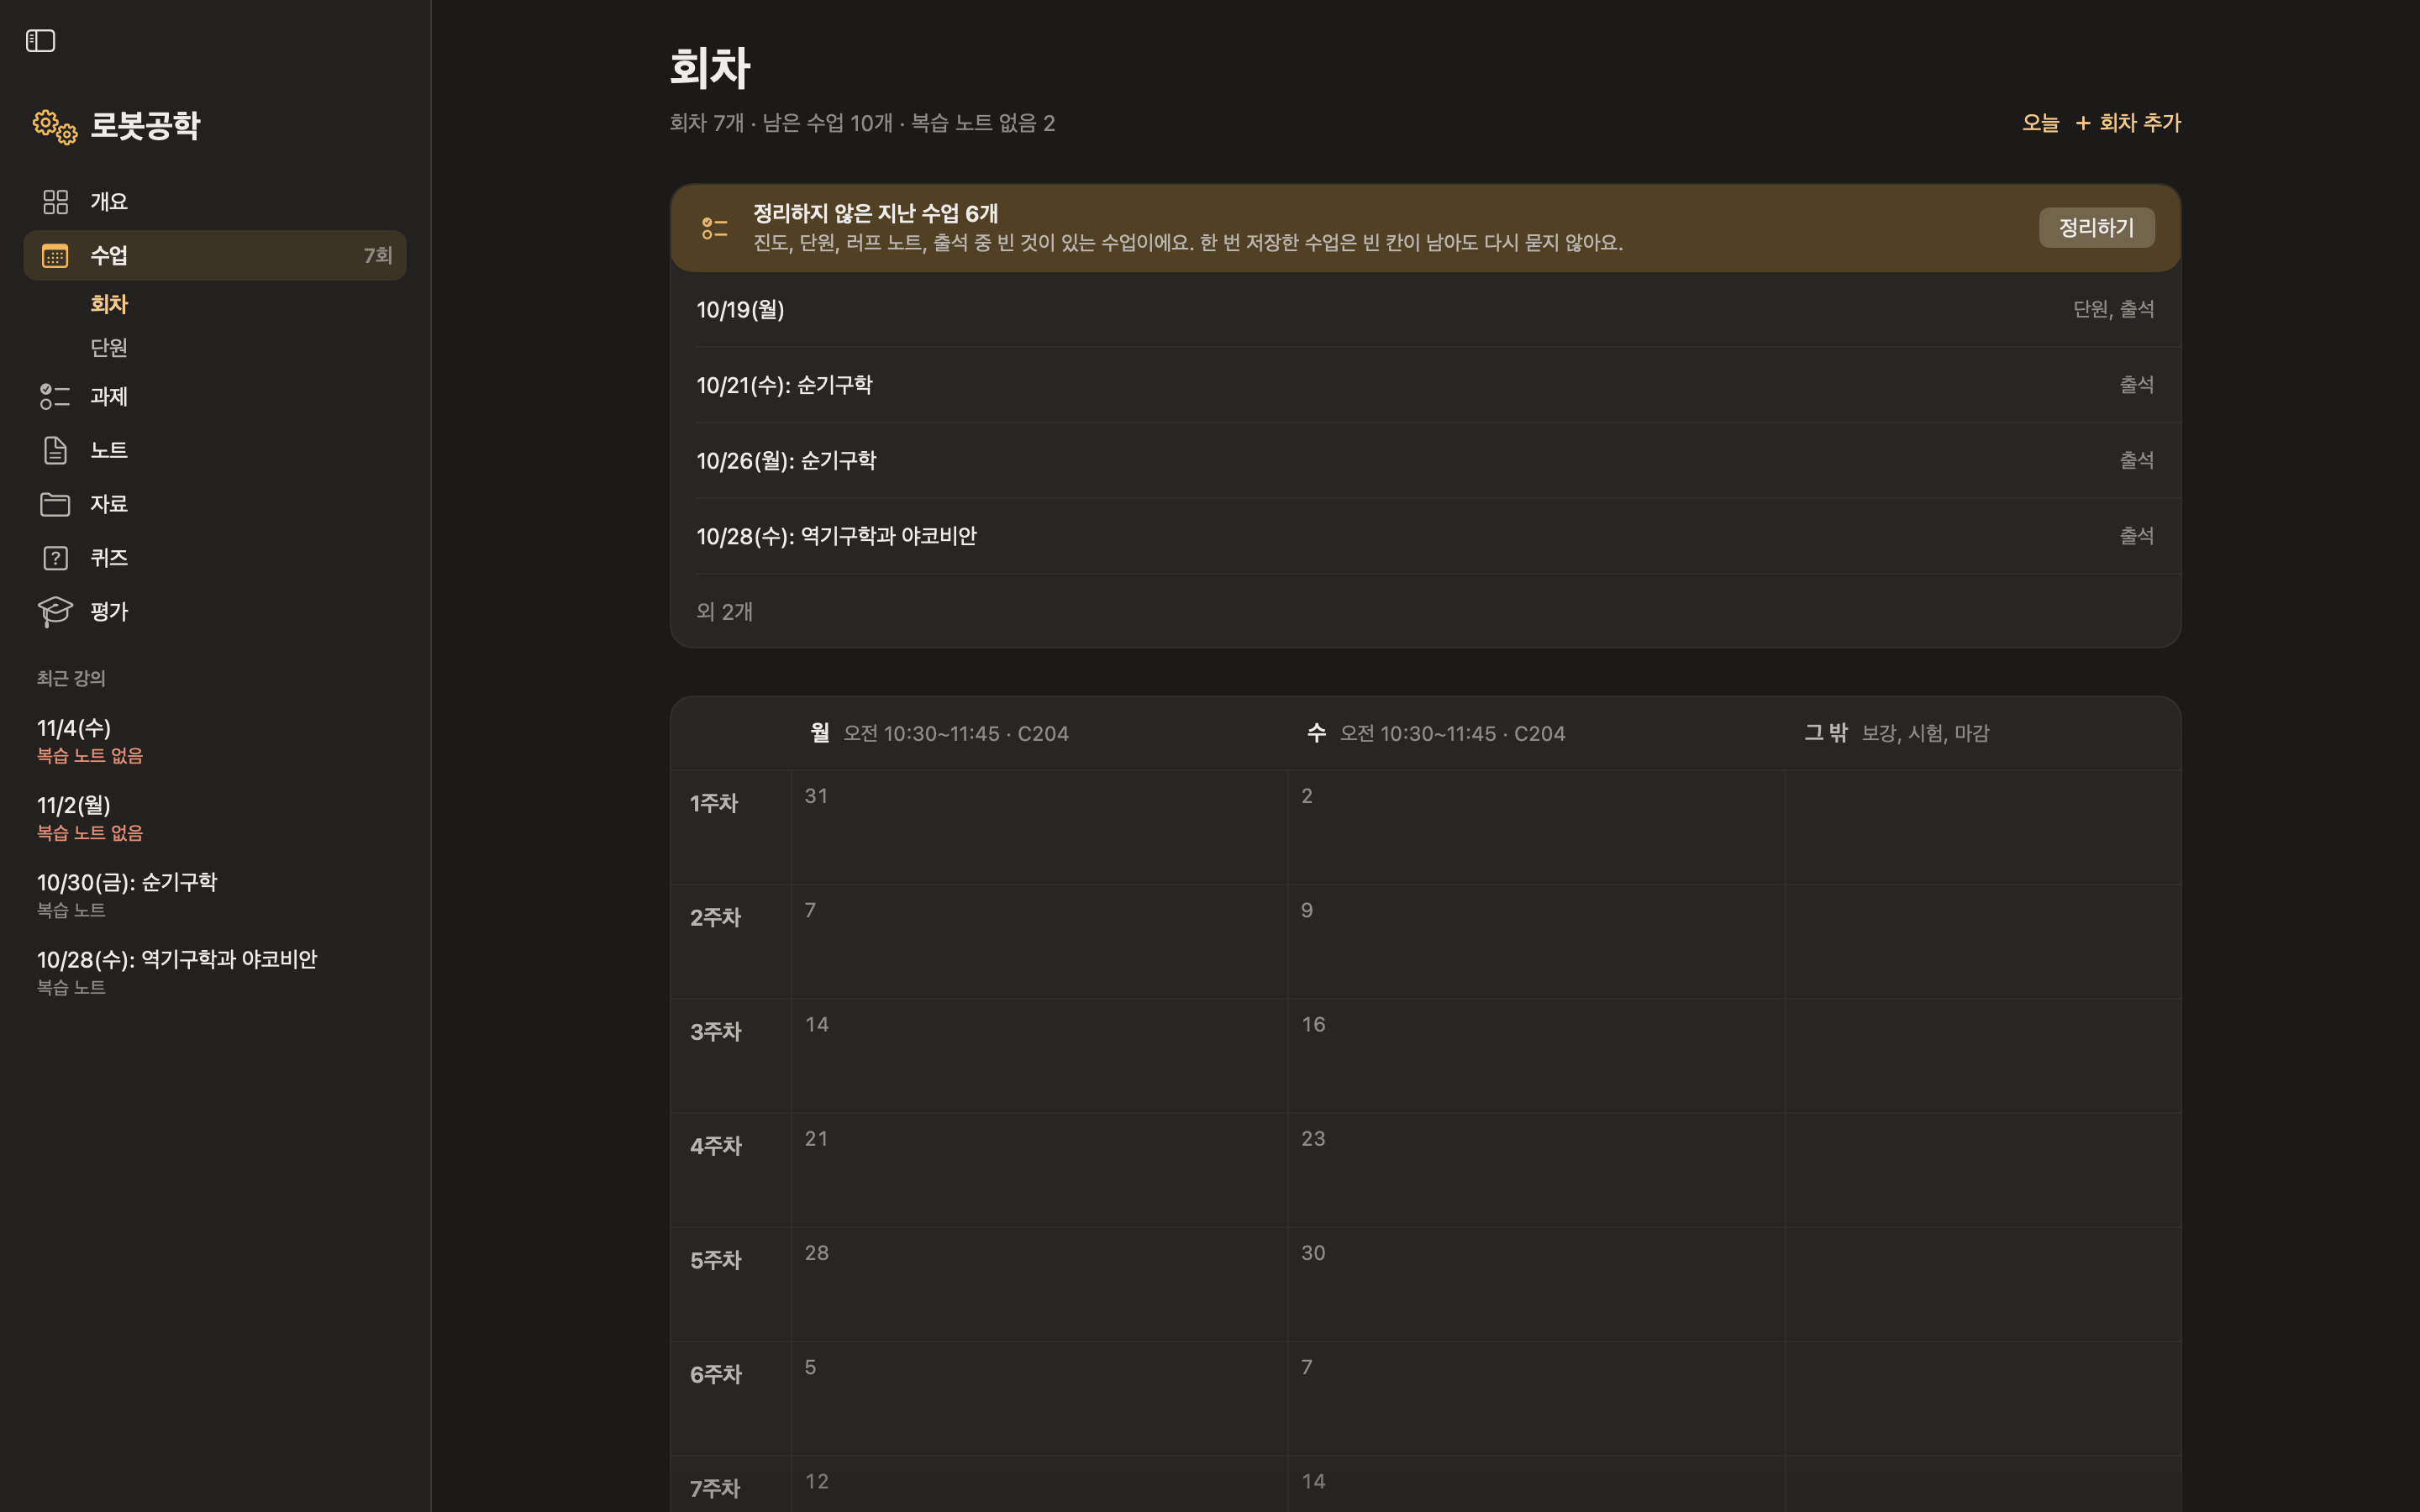 로봇공학
개요
수업 7회
회차
단원
과제
노트
자료
퀴즈
평가
최근 강의
11/4(수)
복습 노트 없음
11/2(월)
복습 노트 없음
10/30(금): 순기구학
복습 노트
10/28(수): 역기구학과 야코비안
복습 노트
회차
회차 7개 · 남은 수업 10개 · 복습 노트 없음 2
오늘 + 회차 추가
정리하지 않은 지난 수업 6개
진도, 단원, 러프 노트, 출석 중 빈 것이 있는 수업이에요. 한 번 저장한 수업은 빈 칸이 남아도 다시 묻지 않아요.
정리하기
10/19(월) 단원, 출석
10/21(수): 순기구학 출석
10/26(월): 순기구학 출석
10/28(수): 역기구학과 야코비안 출석
외 2개
월 오전 10:30~11:45 · C204 수 오전 10:30~11:45 · C204 그 밖 보강, 시험, 마감
1주차 31 2
2주차 7 9
3주차 14 16
4주차 21 23
5주차 28 30
6주차 5 7
7주차 12 14